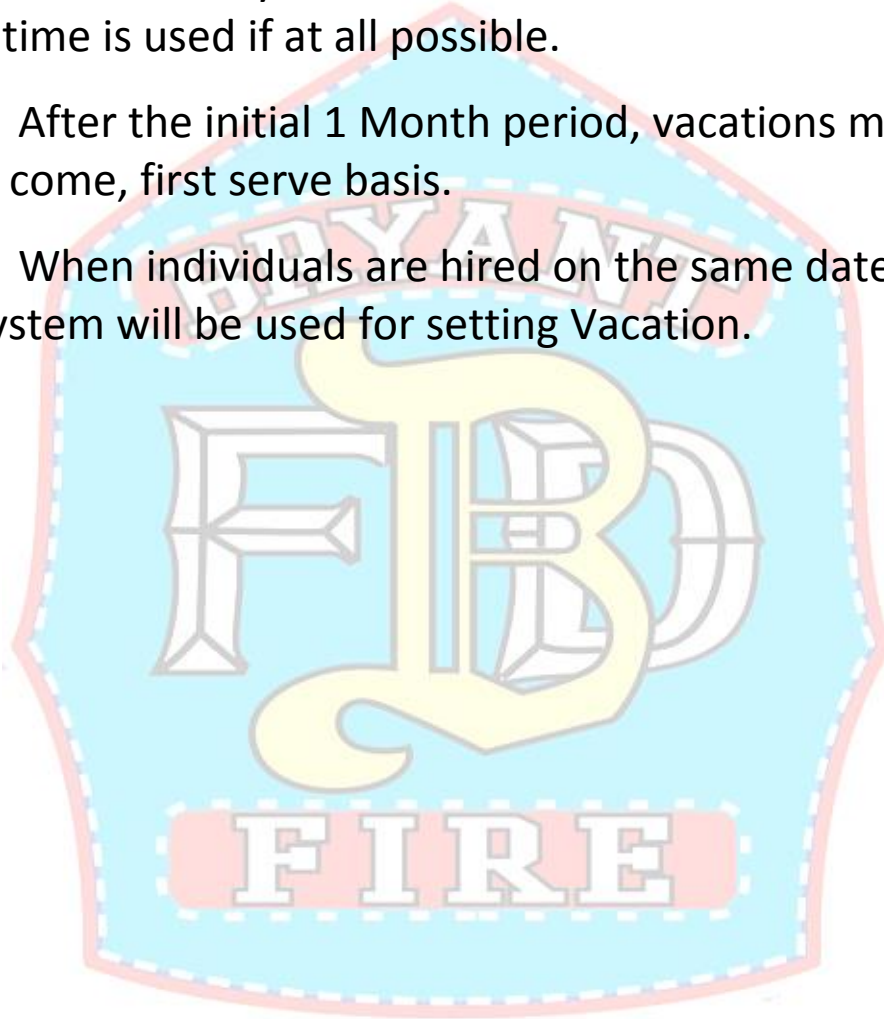 time is used if at all possible.
After the initial 1 Month period, vacations m
come, first serve basis.
When individuals are hired on the same date
ystem will be used for setting Vacation.
BRYANT
F B D
FIRE